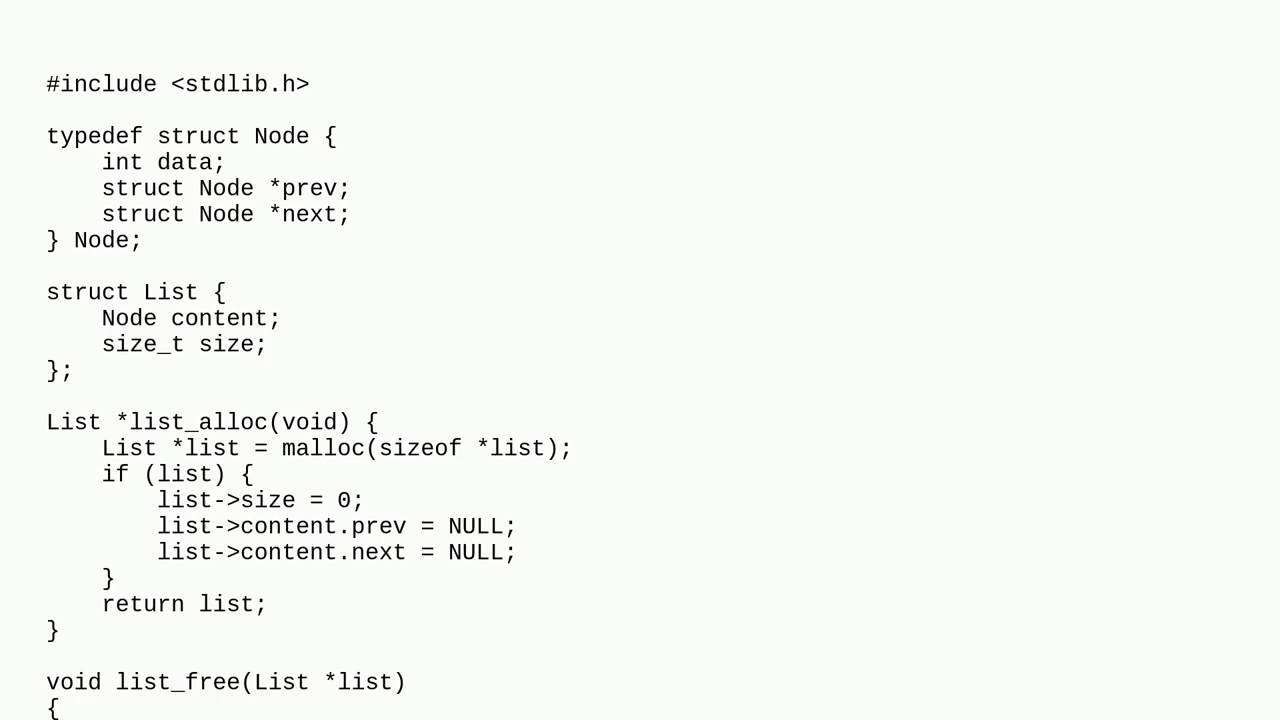 #include <stdlib.h>

typedef struct Node {
    int data;
    struct Node *prev;
    struct Node *next;
} Node;

struct List {
    Node content;
    size_t size;
};

List *list_alloc(void) {
    List *list = malloc(sizeof *list);
    if (list) {
        list->size = 0;
        list->content.prev = NULL;
        list->content.next = NULL;
    }
    return list;
}

void list_free(List *list)
{